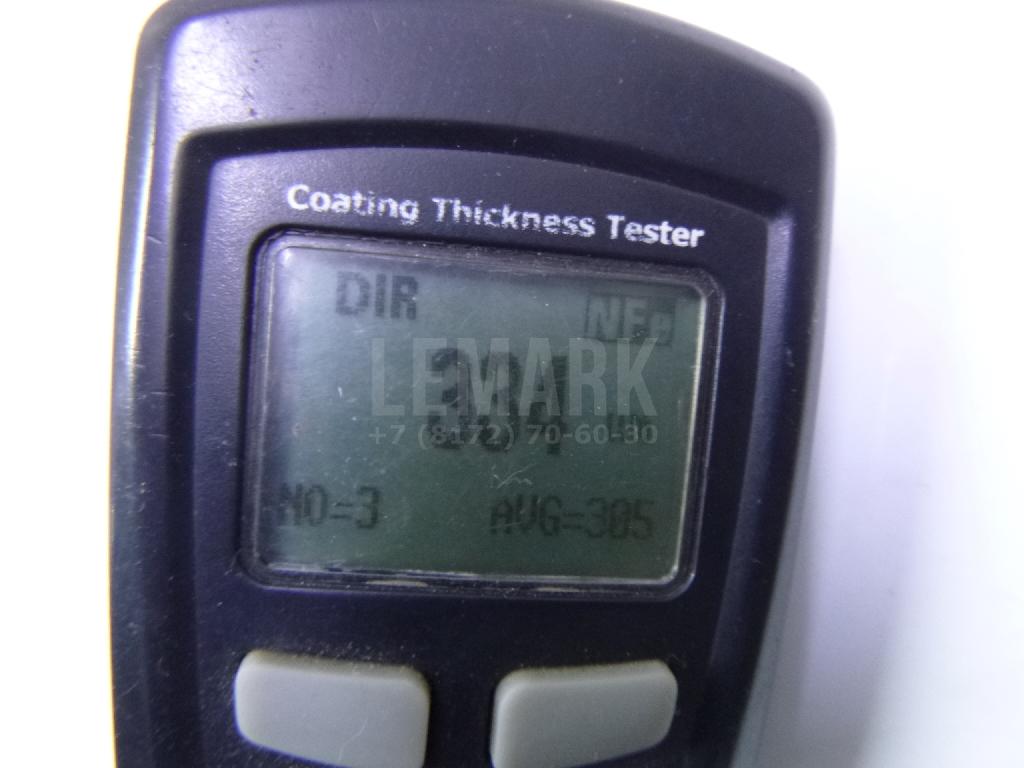 Coating Thickness Tester
DIR
NFe
LEMARK
+7 (8172) 70-60-30
NO=3
AVG=305